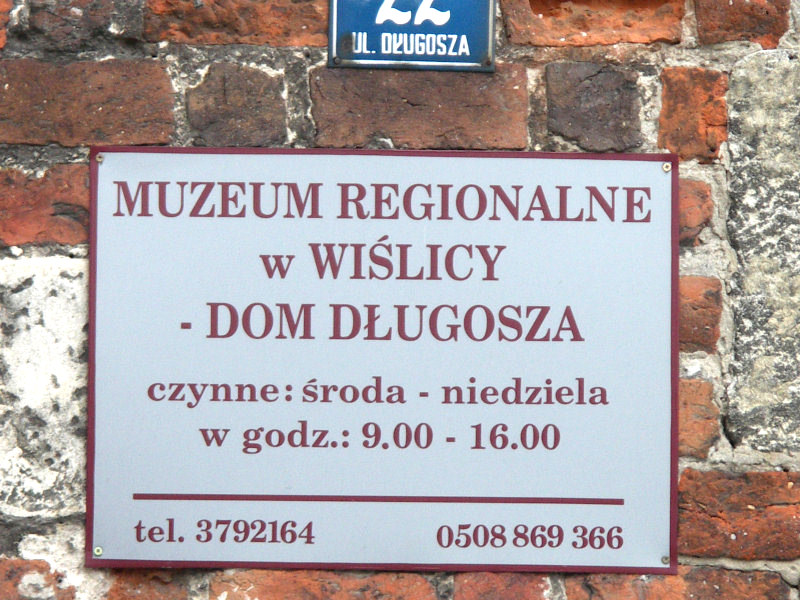 22
UL. DŁUGOSZA
MUZEUM REGIONALNE
w WIŚLICY
- DOM DŁUGOSZA
czynne: środa - niedziela
w godz.: 9.00 - 16.00
tel. 3792164 0508 869 366